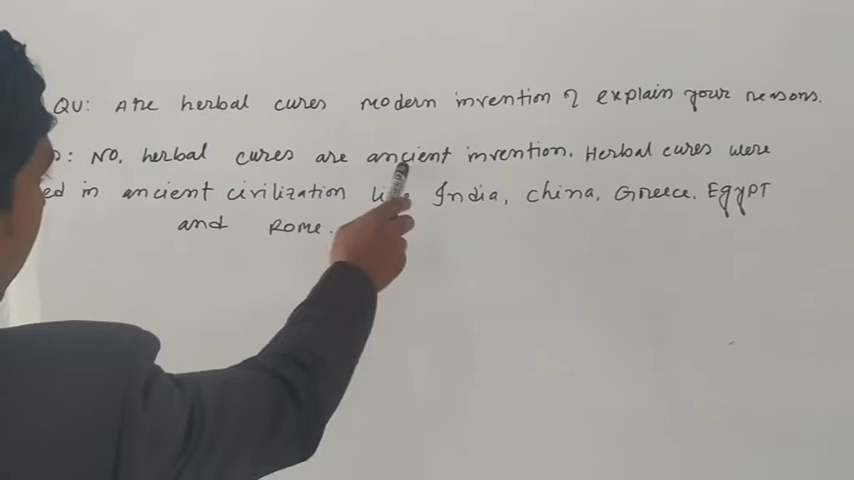 QU: Are herbal cures modern invention ? explain your reasons.
: No, herbal cures are ancient invention. Herbal cures were
ed in ancient civilization India, China, Greece. Egypt
and Rome.